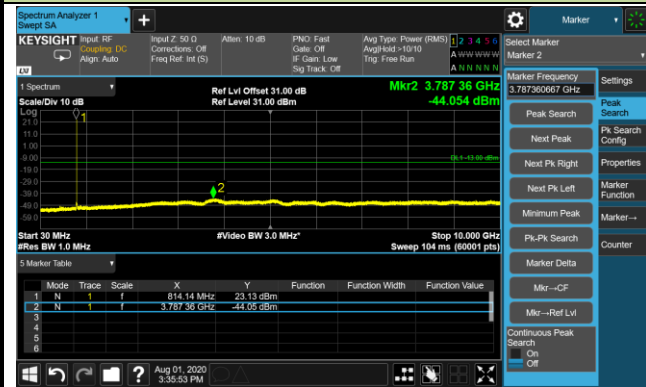 Spectrum Analyzer 1
Swept SA
Marker
KEYSIGHT
Input: RF
Coupling: DC
Align: Auto
Input Z: 50 Ω
Corrections: Off
Freq Ref: Int (S)
Atten: 10 dB
PNO: Fast
Gate: Off
IF Gain: Low
Sig Track: Off
Avg Type: Power (RMS)
Avg|Hold:>10/10
Trig: Free Run
1 2 3 4 5 6
A W W W W W
A N N N N N
LXI
Select Marker
Marker 2
Marker Frequency
3.787360667 GHz
Peak Search
Next Peak
Next Pk Right
Next Pk Left
Minimum Peak
Pk-Pk Search
Marker Delta
Mkr→CF
Mkr→Ref Lvl
Continuous Peak Search
On
Off
Settings
Peak Search
Pk Search Config
Properties
Marker Function
Marker→
Counter
1 Spectrum
Scale/Div 10 dB
Ref Lvl Offset 31.00 dB
Ref Level 31.00 dBm
Mkr2 3.787 36 GHz
-44.054 dBm
Log
21.0
11.0
1.00
-9.00
-19.0
-29.0
-39.0
-49.0
-59.0
1
2
DL1 -13.00 dBm
Start 30 MHz
#Res BW 1.0 MHz
#Video BW 3.0 MHz*
Stop 10.000 GHz
Sweep 104 ms (60001 pts)
5 Marker Table
Mode Trace Scale X Y Function Function Width Function Value
1 N 1 f 814.14 MHz 23.13 dBm
2 N 1 f 3.787 36 GHz -44.05 dBm
3
4
5
6
Aug 01, 2020
3:35:53 PM